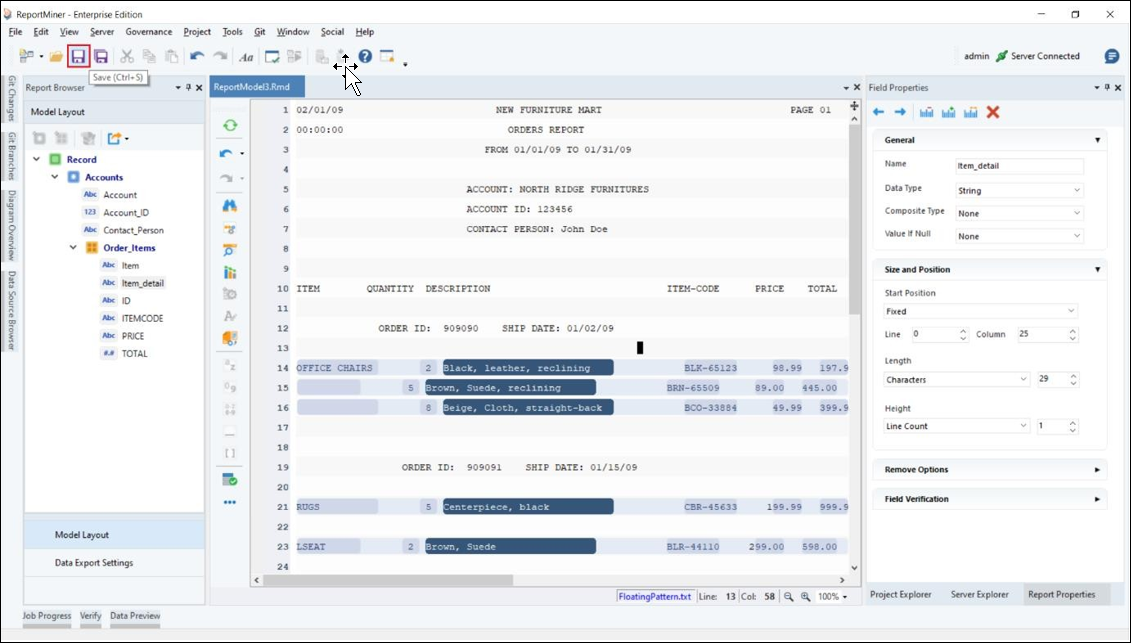 ReportMiner - Enterprise Edition
File Edit View Server Governance Project Tools Git Window Social Help
Aa
admin Server Connected
Save (Ctrl+S)
Git Changes
Git Branches
Diagram Overview
Data Source Browser
Report Browser
Model Layout
Record
Accounts
Abc Account
123 Account_ID
Abc Contact_Person
Order_Items
Abc Item
Abc Item_detail
Abc ID
Abc ITEMCODE
Abc PRICE
#.# TOTAL
Model Layout
Data Export Settings
ReportModel3.Rmd
1 02/01/09 NEW FURNITURE MART PAGE 01
2 00:00:00 ORDERS REPORT
3 FROM 01/01/09 TO 01/31/09
4
5 ACCOUNT: NORTH RIDGE FURNITURES
6 ACCOUNT ID: 123456
7 CONTACT PERSON: John Doe
8
9
10 ITEM QUANTITY DESCRIPTION ITEM-CODE PRICE TOTAL
11
12 ORDER ID: 909090 SHIP DATE: 01/02/09
13
14 OFFICE CHAIRS 2 Black, leather, reclining BLK-65123 98.99 197.9
15 5 Brown, Suede, reclining BRN-65509 89.00 445.00
16 8 Beige, Cloth, straight-back BCO-33884 49.99 399.9
17
18
19 ORDER ID: 909091 SHIP DATE: 01/15/09
20
21 RUGS 5 Centerpiece, black CBR-45633 199.99 999.9
22
23 LSEAT 2 Brown, Suede BLR-44110 299.00 598.00
24
FloatingPattern.txt Line: 13 Col: 58 100%
Field Properties
General
Name Item_detail
Data Type String
Composite Type None
Value If Null None
Size and Position
Start Position
Fixed
Line 0 Column 25
Length
Characters 29
Height
Line Count 1
Remove Options
Field Verification
Project Explorer Server Explorer Report Properties
Job Progress Verify Data Preview